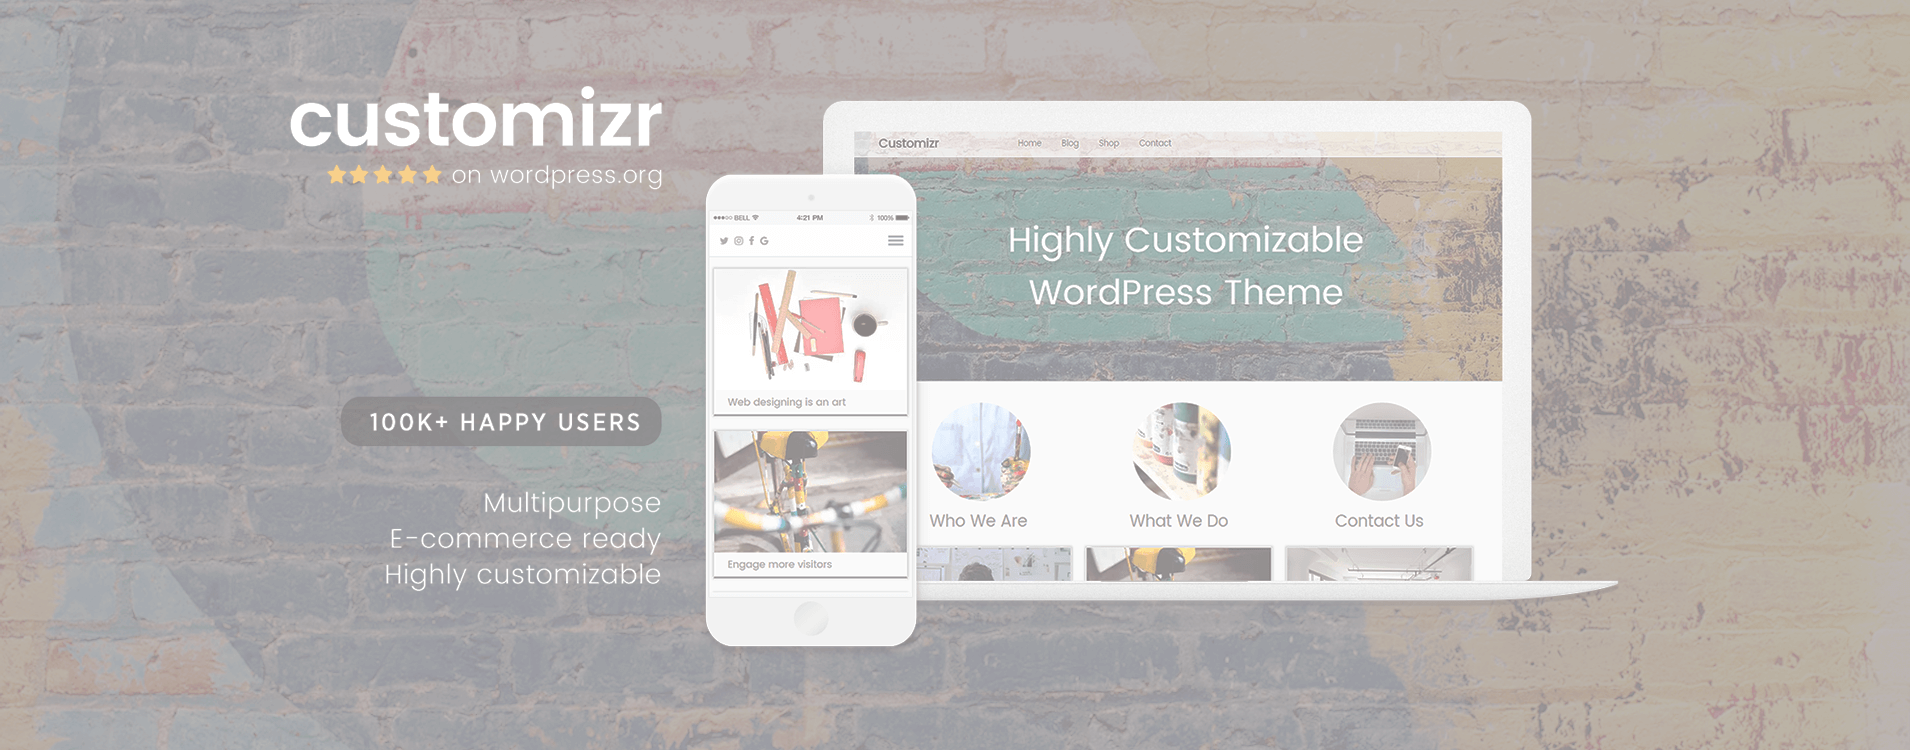 customizr
on wordpress.org
100K+ HAPPY USERS
Multipurpose
E-commerce ready
Highly customizable
BELL
4:21 PM
100%
Web designing is an art
Engage more visitors
Customizr
Home
Blog
Shop
Contact
Highly Customizable
WordPress Theme
Who We Are
What We Do
Contact Us